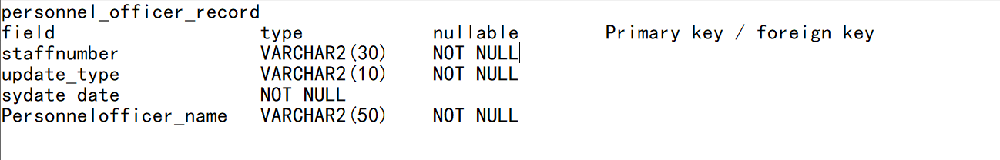 personnel_officer_record
field type nullable Primary key / foreign key
staffnumber VARCHAR2(30) NOT NULL
update_type VARCHAR2(10) NOT NULL
sydate date NOT NULL
Personnelofficer_name VARCHAR2(50) NOT NULL